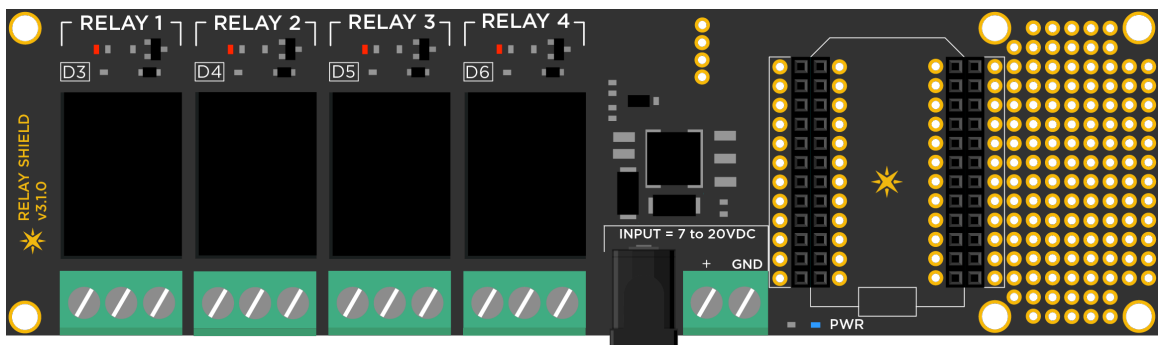 RELAY 1
RELAY 2
RELAY 3
RELAY 4
D3
D4
D5
D6
RELAY SHIELD
v3.1.0
INPUT = 7 to 20VDC
+ GND
PWR